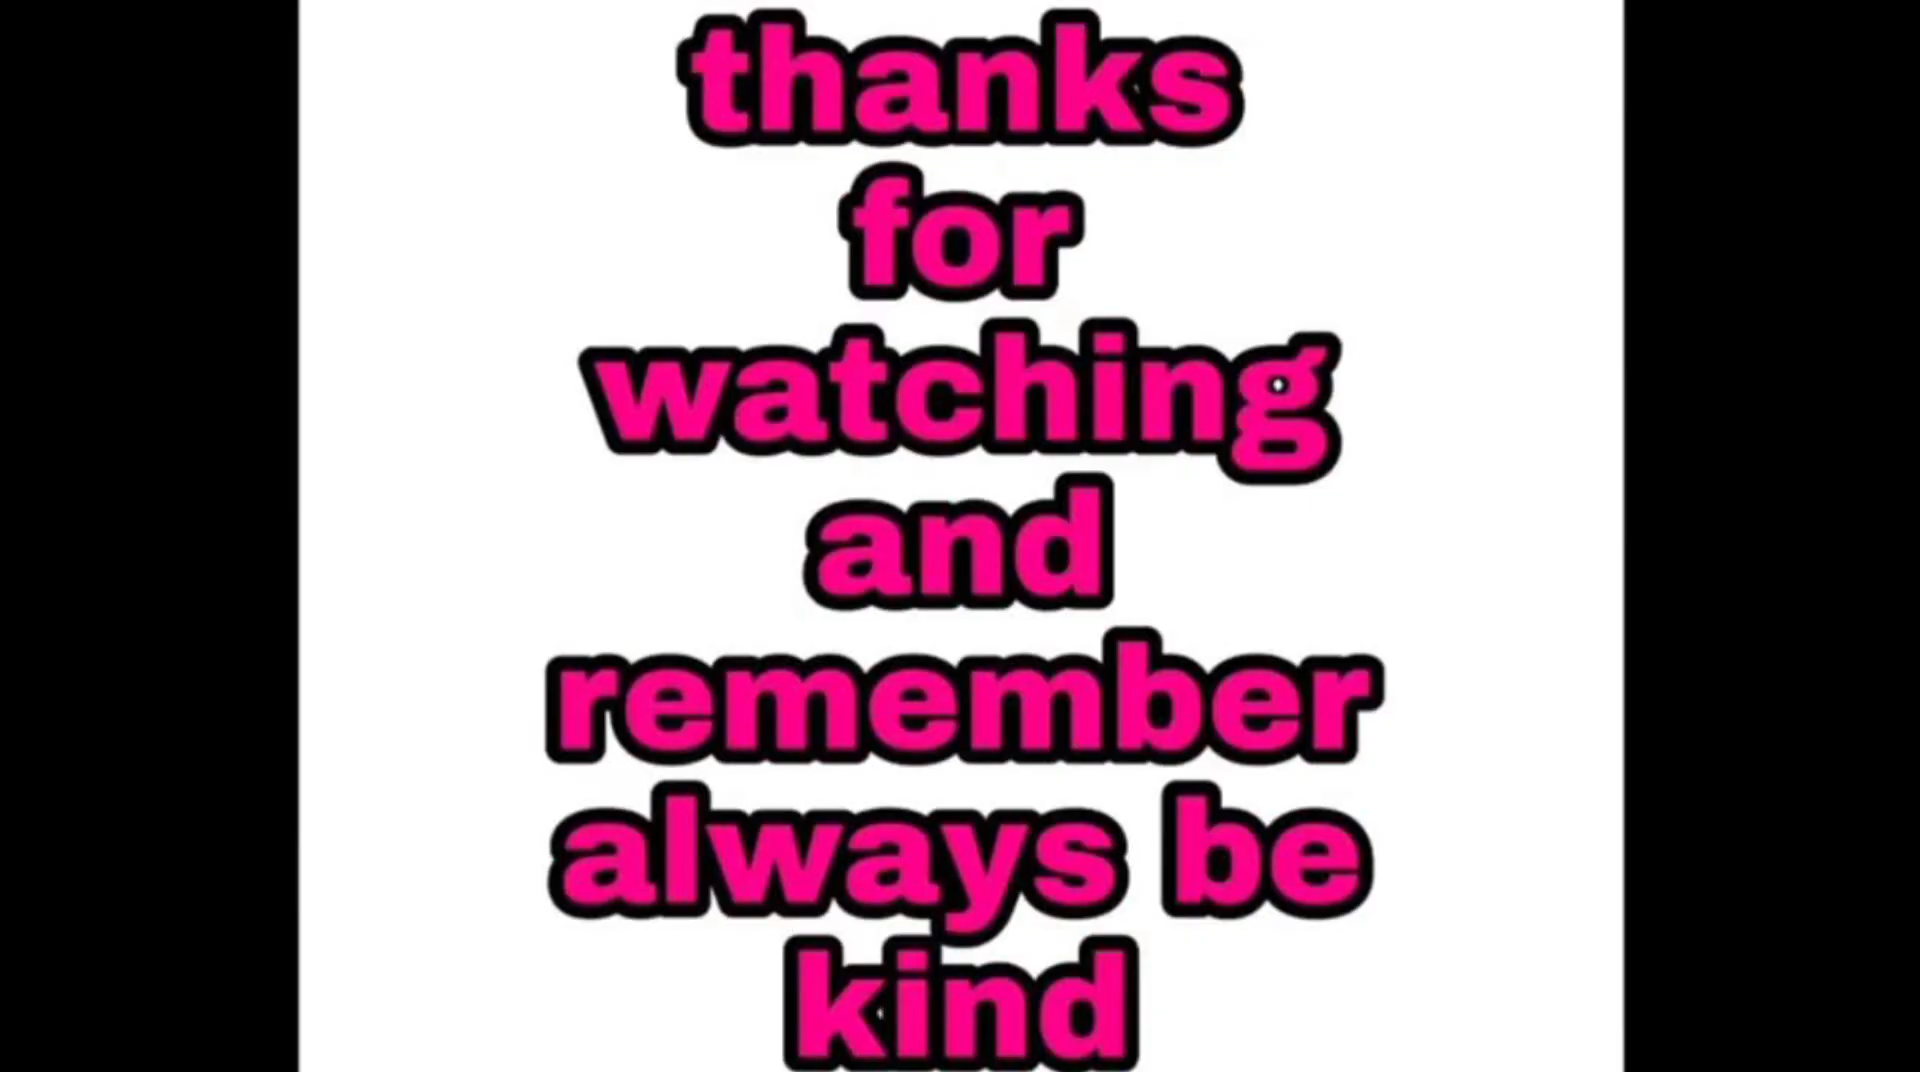 thanks
for
watching
and
remember
always be
kind